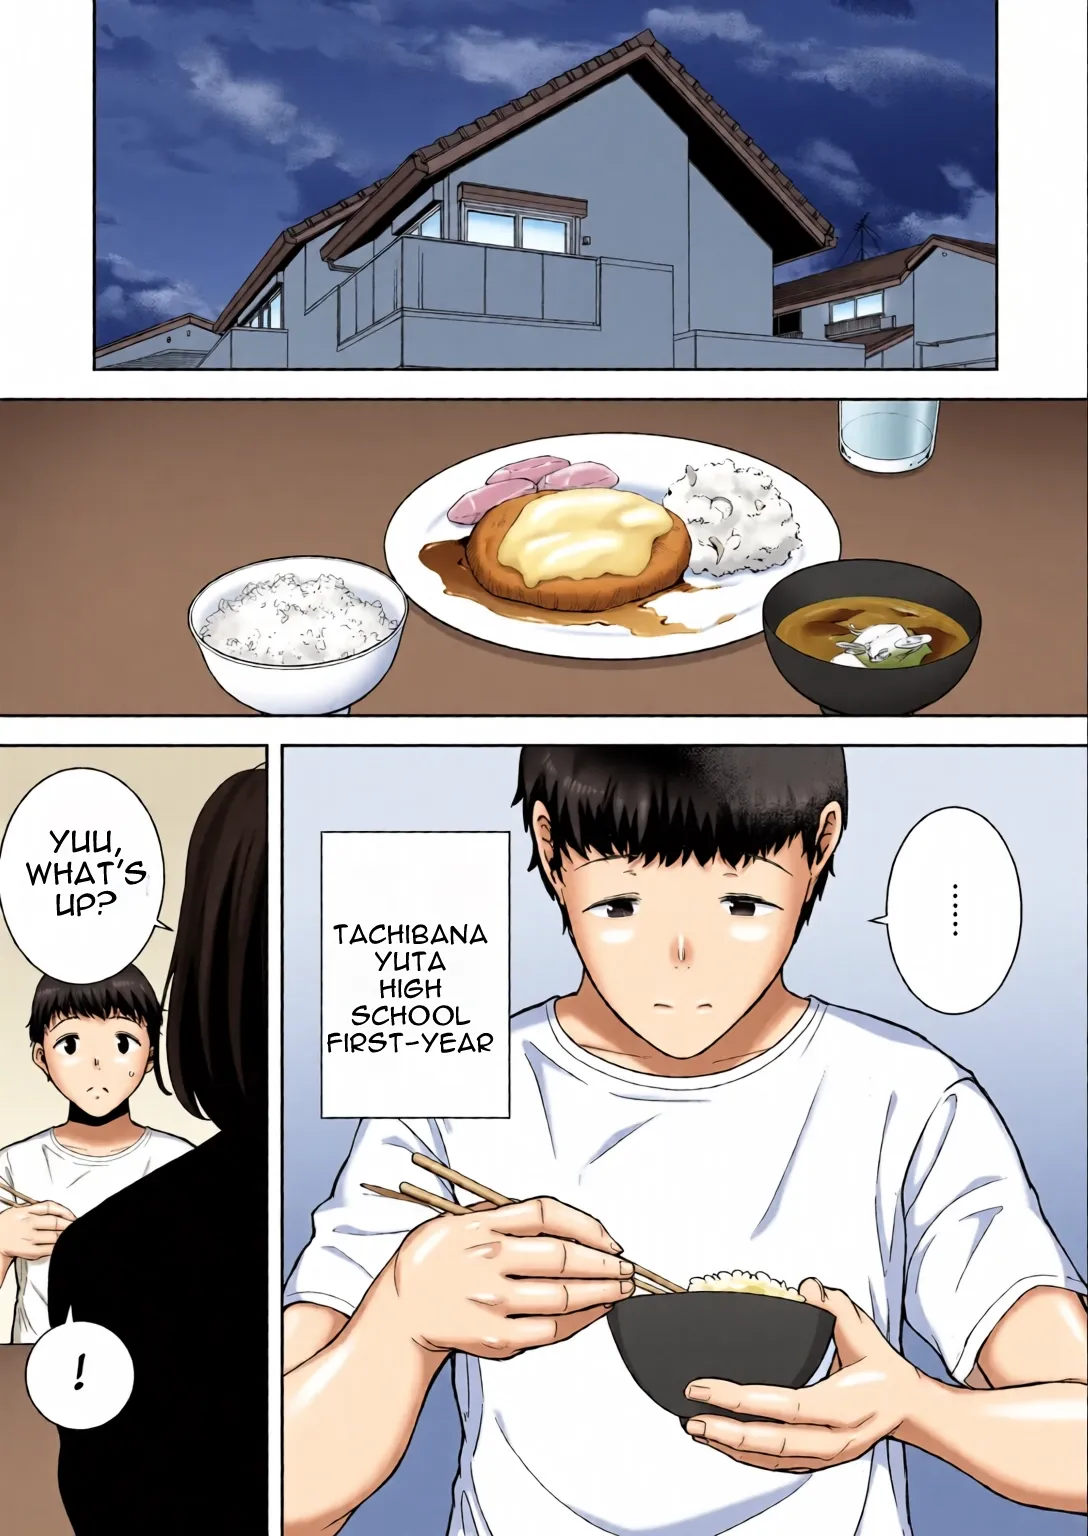 ......
TACHIBANA
YUTA
HIGH
SCHOOL
FIRST-YEAR
YUU,
WHAT'S
UP?
!